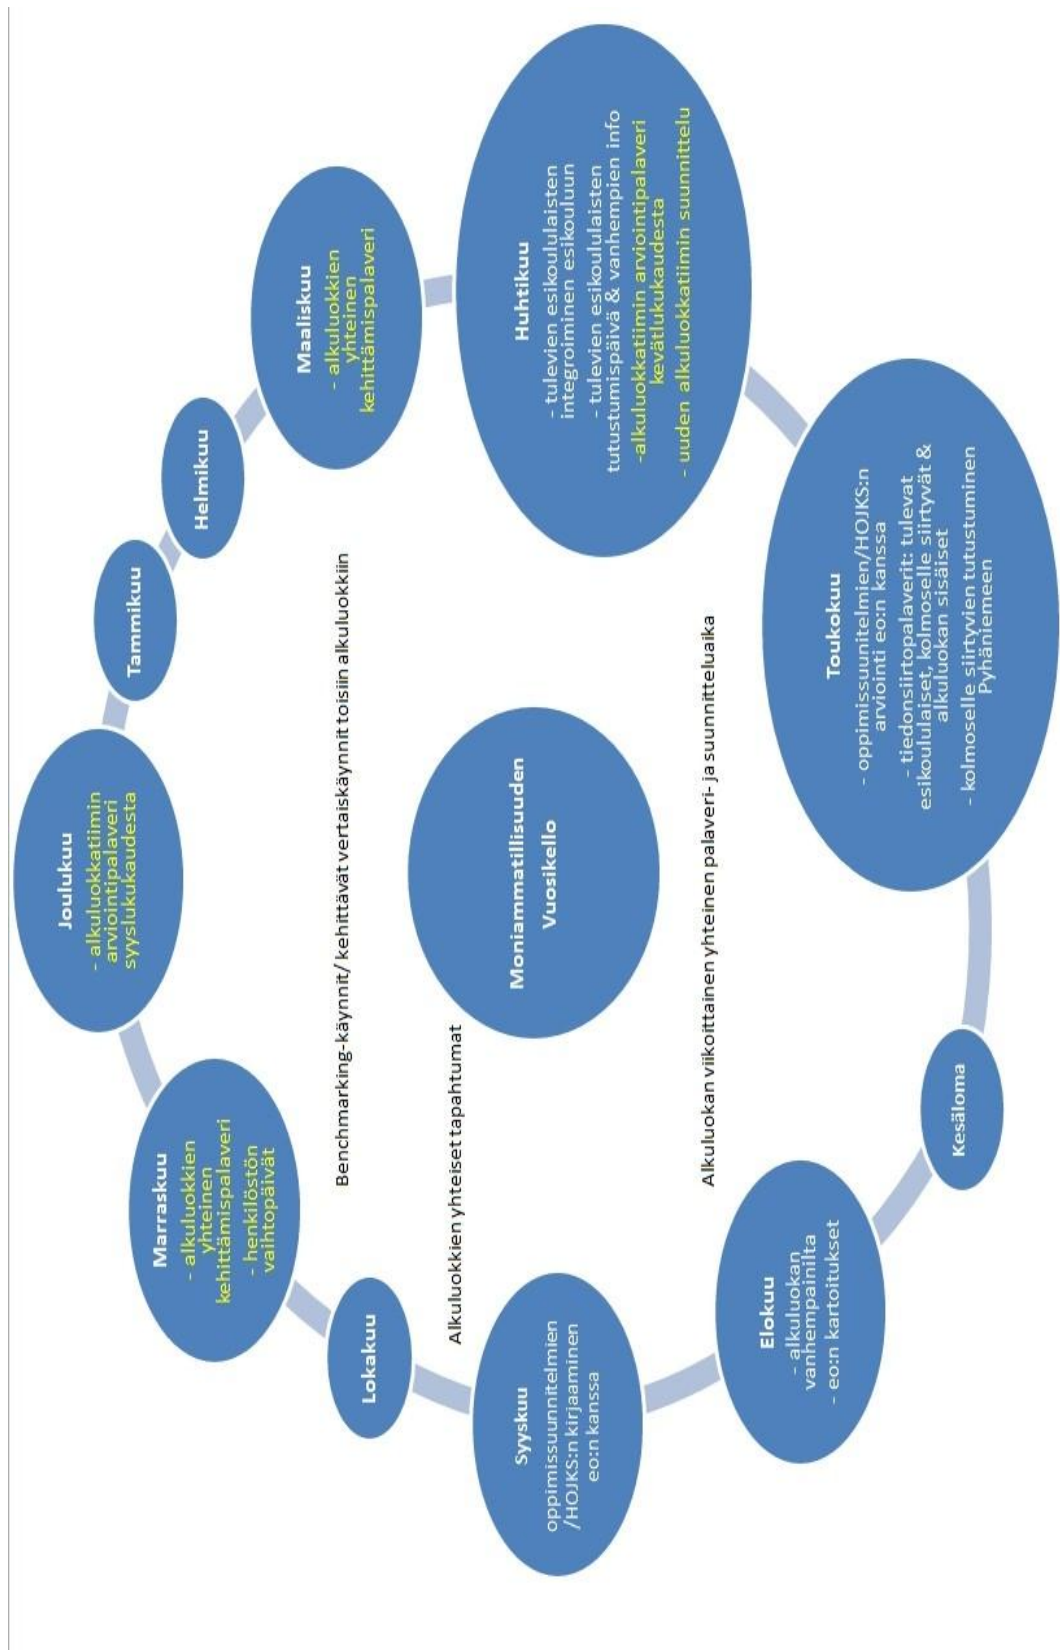 Joulukuu
- alkuluokkatiimin
arviointipalaveri
syyslukukaudesta
Tammikuu
Helmikuu
Maaliskuu
- alkuluokkien
yhteinen
kehittämispalaveri
Huhtikuu
- tulevien esikoululaisten
integroiminen esikouluun
- tulevien esikoululaisten
tutustumispäivä & vanhempien info
-alkuluokkatiimin arviointipalaveri
kevätlukukaudesta
- uuden alkuluokkatiimin suunnittelu
Toukokuu
- oppimissuunitelmien/HOJKS:n
arviointi eo:n kanssa
- tiedonsiirtopalaverit: tulevat
esikoululaiset, kolmoselle siirtyvät &
alkuluokan sisäiset
- kolmoselle siirtyvien tutustuminen
Pyhäniemeen
Kesäloma
Elokuu
- alkuluokan
vanhempainilta
- eo:n kartoitukset
Syyskuu
oppimissuunnitelmien
/HOJKS:n kirjaaminen
eo:n kanssa
Lokakuu
Marraskuu
- alkuluokkien
yhteinen
kehittämispalaveri
- henkilöstön
vaihtopäivät
Benchmarking-käynnit/ kehittävät vertaiskäynnit toisiin alkuluokkiin
Alkuluokkien yhteiset tapahtumat
Moniammatillisuuden
Vuosikello
Alkuluokan viikoittainen yhteinen palaveri- ja suunnitteluaika